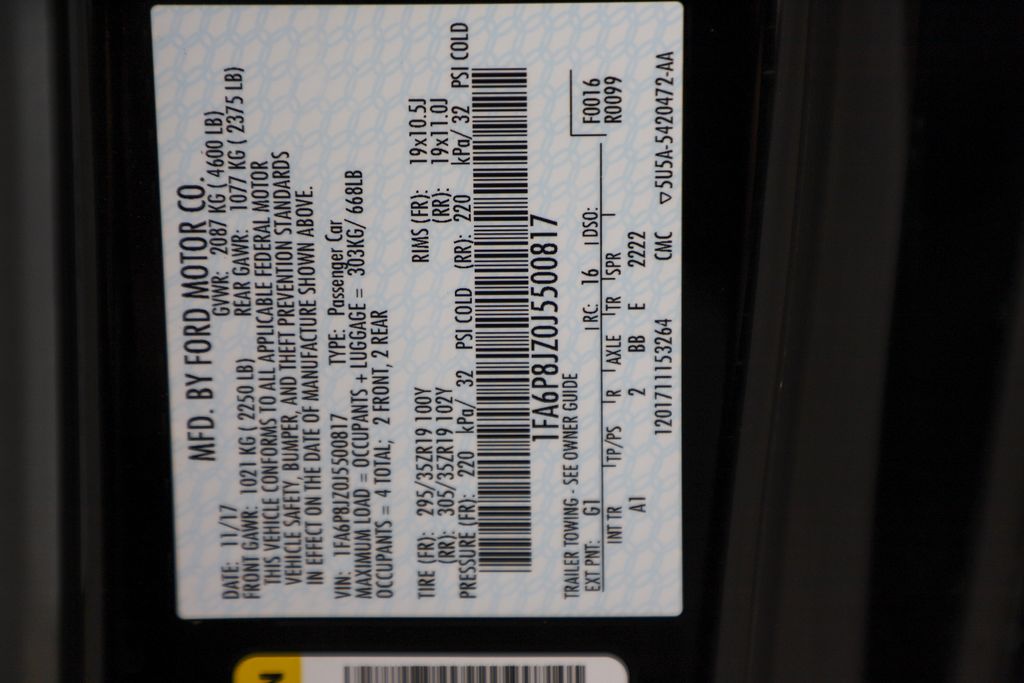 MFD. BY FORD MOTOR CO.
DATE: 11/17 GVWR: 2087 KG ( 4600 LB)
FRONT GAWR: 1021 KG ( 2250 LB) REAR GAWR: 1077 KG ( 2375 LB)
THIS VEHICLE CONFORMS TO ALL APPLICABLE FEDERAL MOTOR
VEHICLE SAFETY, BUMPER, AND THEFT PREVENTION STANDARDS
IN EFFECT ON THE DATE OF MANUFACTURE SHOWN ABOVE.
VIN: 1FA6P8JZ0J5500817 TYPE: Passenger Car
MAXIMUM LOAD = OCCUPANTS + LUGGAGE = 303KG/ 668LB
OCCUPANTS = 4 TOTAL; 2 FRONT, 2 REAR
TIRE (FR): 295/35ZR19 100Y RIMS (FR): 19x10.5J
(RR): 305/35ZR19 102Y (RR): 19x11.0J
PRESSURE (FR): 220 kPa/ 32 PSI COLD (RR): 220 kPa/ 32 PSI COLD
1FA6P8JZ0J5500817
TRAILER TOWING - SEE OWNER GUIDE
EXT PNT: G1 RC: 16 DSO: F0016
INT TR TP/PS R AXLE TR SPR R0099
A1 2 BB E 2222
1201711153264 CMC ▽5U5A-5420472-AA
N